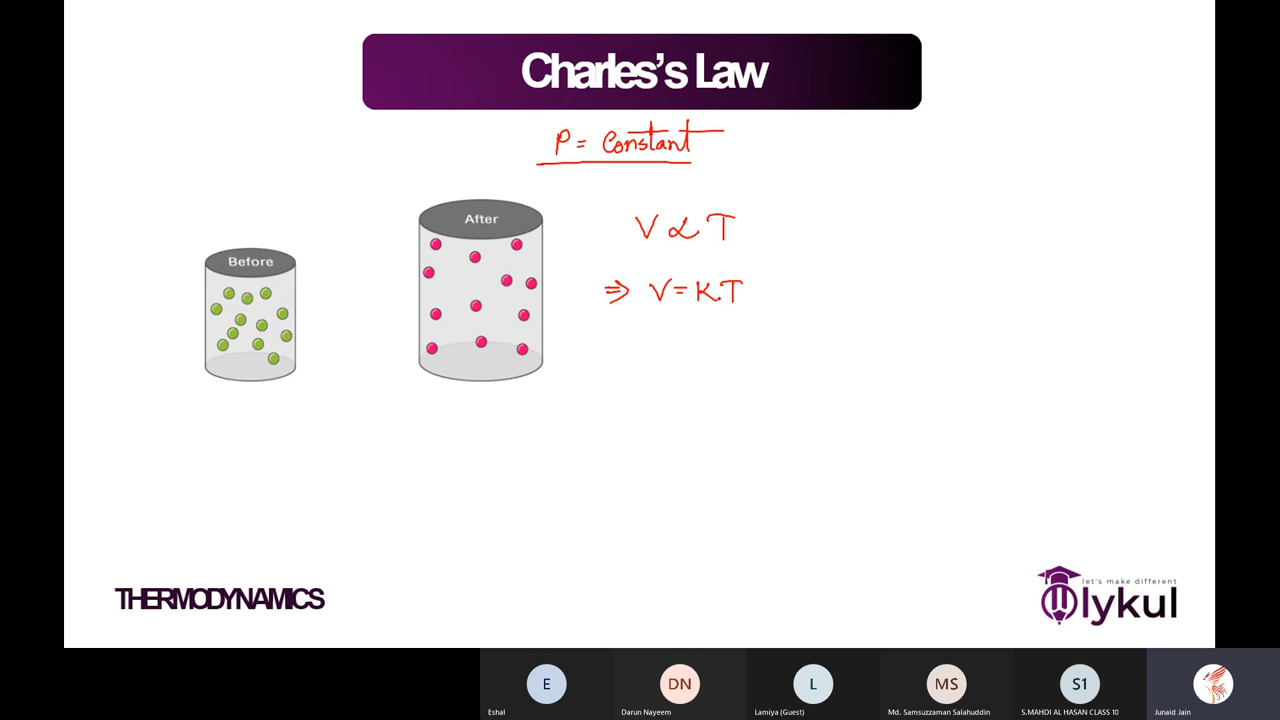 Charles's Law
P = Constant
After
V ∝ T
Before
⇒ V = K.T
THERMODYNAMICS
let's make different
lykul
E
DN
L
MS
S1
Eshal
Darun Nayeem
Lamiya (Guest)
Md. Samsuzzaman Salahuddin
S.MAHDI AL HASAN CLASS 10
Junaid Jain